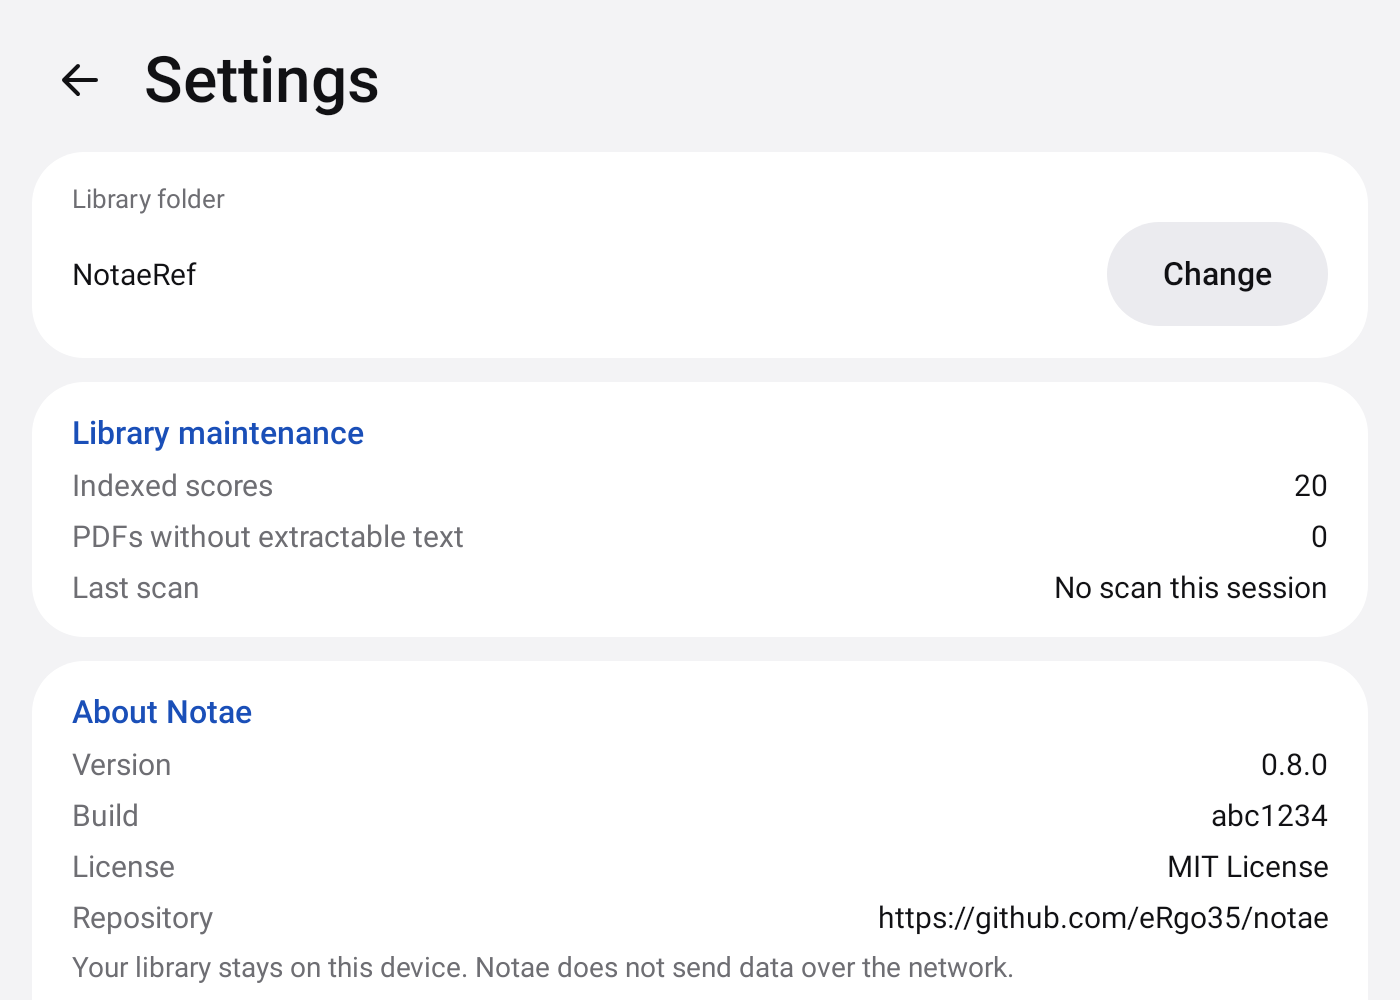 Settings
Library folder
NotaeRef
Change
Library maintenance
Indexed scores 20
PDFs without extractable text 0
Last scan No scan this session
About Notae
Version 0.8.0
Build abc1234
License MIT License
Repository https://github.com/eRgo35/notae
Your library stays on this device. Notae does not send data over the network.